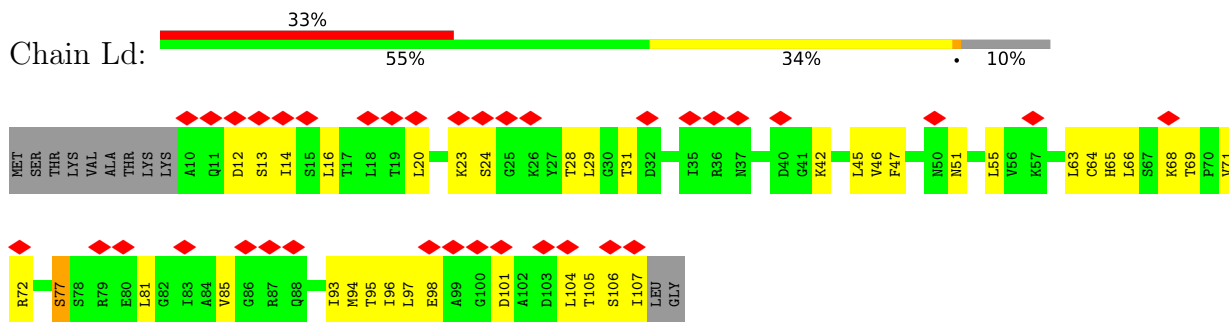 33%
Chain Ld:
55% 34% • 10%
MET SER THR LYS VAL ALA THR LYS LYS A10 Q11 D12 S13 I14 S15 L16 T17 L18 T19 L20 K23 S24 G25 K26 Y27 T28 L29 G30 T31 D32 I35 R36 N37 D40 G41 K42 L45 V46 F47 N50 N51 L55 V56 K57 L63 C64 H65 L66 S67 K68 T69 P70 V71
R72 S77 S78 R79 E80 L81 G82 I83 A84 V85 G86 R87 Q88 I93 M94 T95 I96 L97 E98 A99 G100 D101 A102 D103 L104 T105 S106 I107 LEU GLY